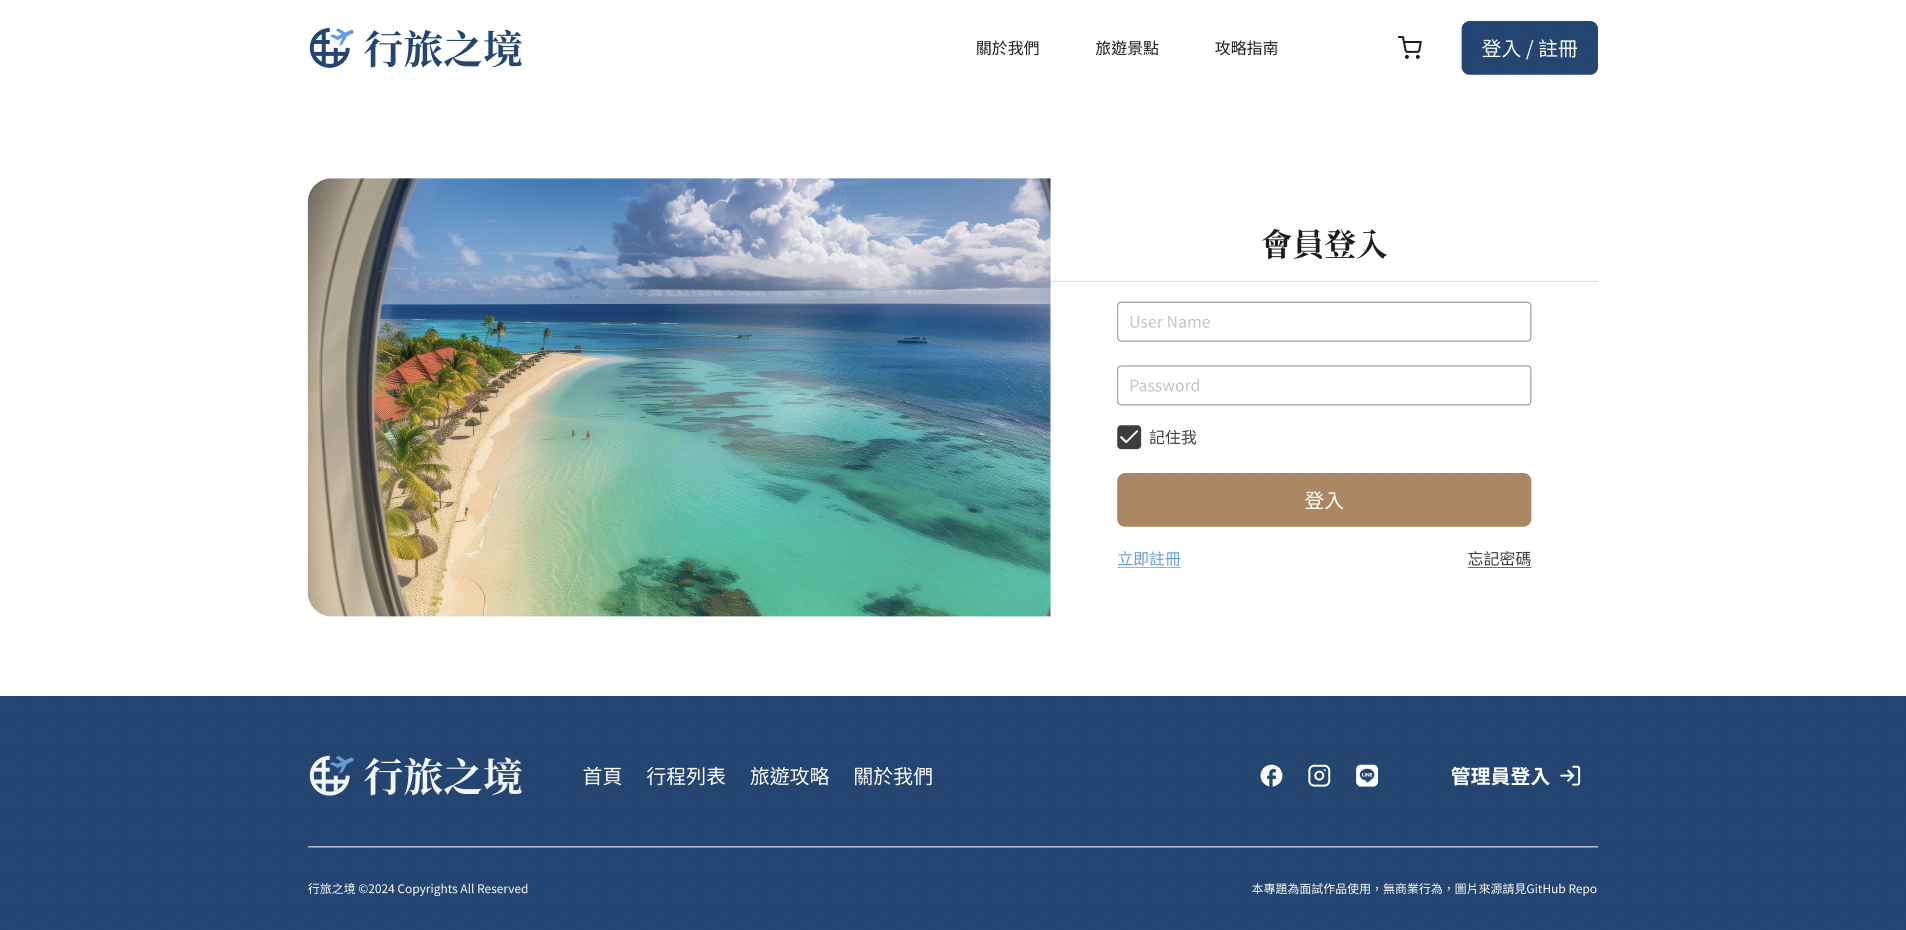 行旅之境
關於我們
旅遊景點
攻略指南
登入 / 註冊
會員登入
User Name
Password
記住我
登入
立即註冊
忘記密碼
行旅之境
首頁
行程列表
旅遊攻略
關於我們
LINE
管理員登入
行旅之境 ©2024 Copyrights All Reserved
本專題為面試作品使用，無商業行為，圖片來源請見GitHub Repo